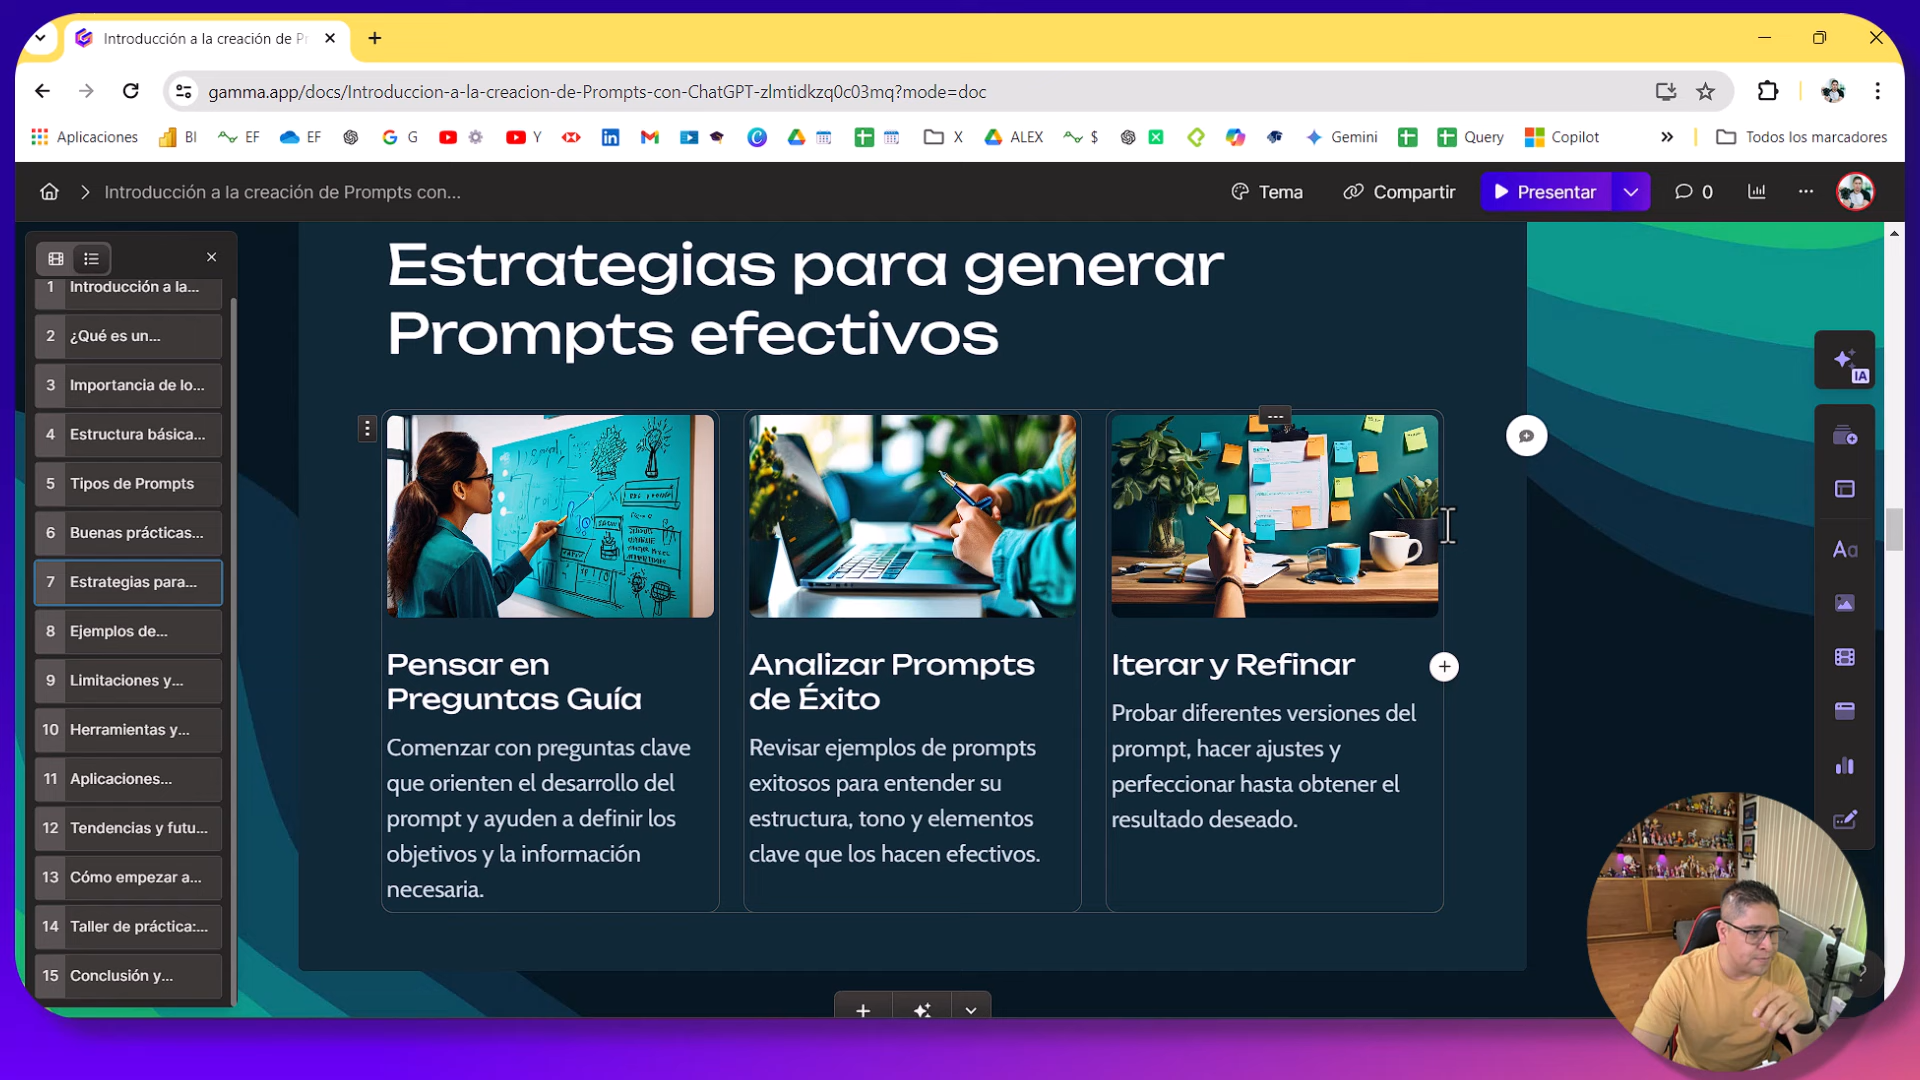 Introducción a la creación de Pr
gamma.app/docs/Introduccion-a-la-creacion-de-Prompts-con-ChatGPT-zlmtidkzq0c03mq?mode=doc
Aplicaciones
BI
EF
EF
G
Y
X
ALEX
$
Gemini
Query
Copilot
»
Todos los marcadores
Introducción a la creación de Prompts con...
Tema
Compartir
Presentar
0
1 Introducción a la...
2 ¿Qué es un...
3 Importancia de lo...
4 Estructura básica...
5 Tipos de Prompts
6 Buenas prácticas...
7 Estrategias para...
8 Ejemplos de...
9 Limitaciones y...
10 Herramientas y...
11 Aplicaciones...
12 Tendencias y futu...
13 Cómo empezar a...
14 Taller de práctica:...
15 Conclusión y...
Estrategias para generar
Prompts efectivos
Pensar en
Preguntas Guía
Comenzar con preguntas clave
que orienten el desarrollo del
prompt y ayuden a definir los
objetivos y la información
necesaria.
Analizar Prompts
de Éxito
Revisar ejemplos de prompts
exitosos para entender su
estructura, tono y elementos
clave que los hacen efectivos.
Iterar y Refinar
Probar diferentes versiones del
prompt, hacer ajustes y
perfeccionar hasta obtener el
resultado deseado.
IA
Aa